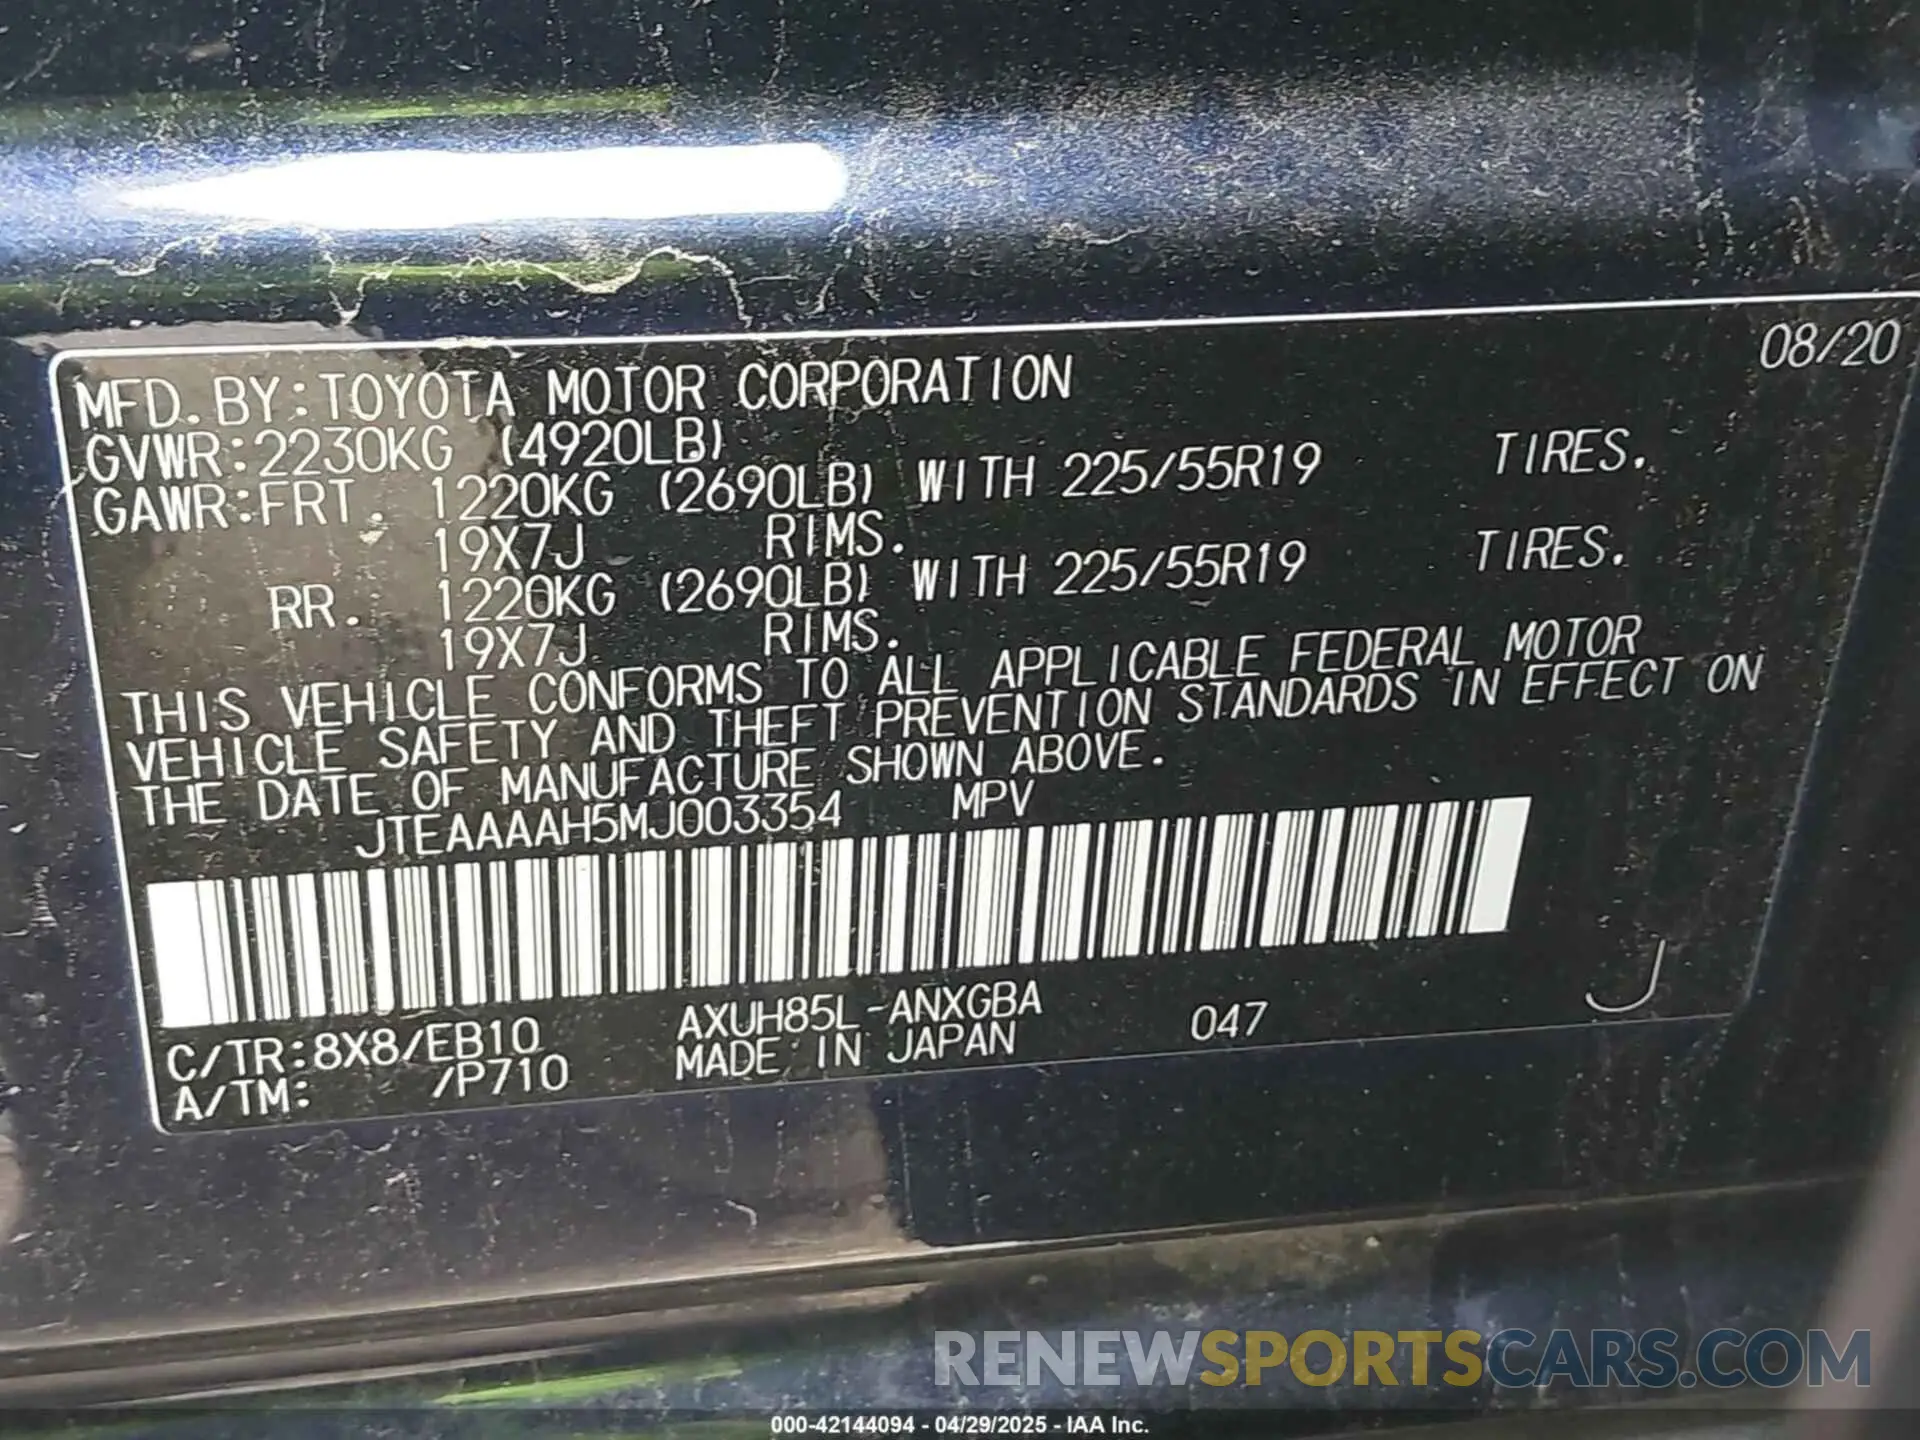 08/20
MFD. BY: TOYOTA MOTOR CORPORATION
GVWR: 2230KG (4920LB)
GAWR: FRT. 1220KG (2690LB) WITH 225/55R19 TIRES.
19X7J RIMS.
RR. 1220KG (2690LB) WITH 225/55R19 TIRES.
19X7J RIMS.
THIS VEHICLE CONFORMS TO ALL APPLICABLE FEDERAL MOTOR
VEHICLE SAFETY AND THEFT PREVENTION STANDARDS IN EFFECT ON
THE DATE OF MANUFACTURE SHOWN ABOVE.
JTEAAAAH5MJ003354 MPV
C/TR: 8X8/EB10 AXUH85L-ANXGBA 047 J
A/TM: /P710 MADE IN JAPAN
RENEWSPORTSCARS.COM
000-42144094 - 04/29/2025 - IAA Inc.